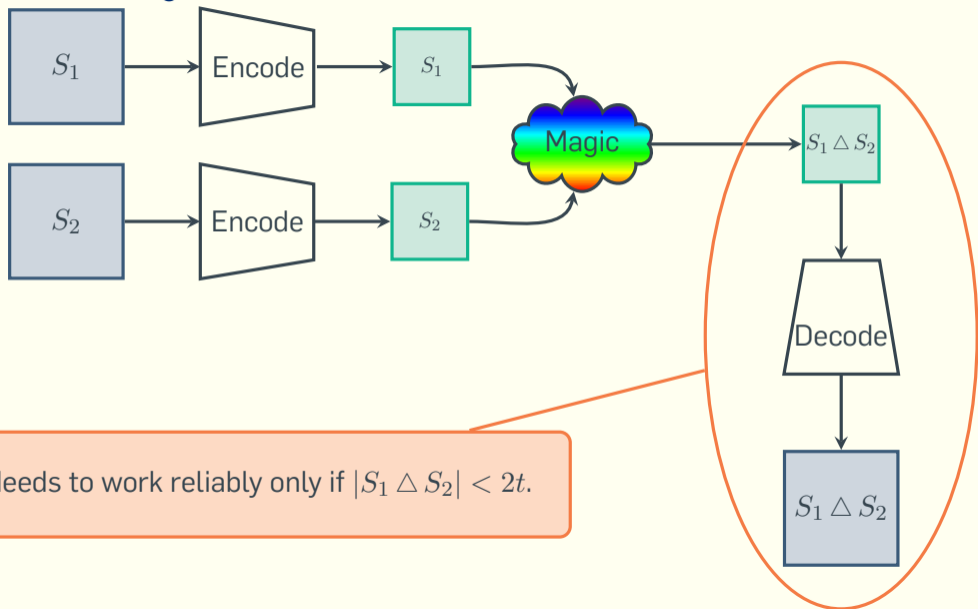 S₁
Encode
S₁
Magic
S₂
Encode
S₂
S₁ △ S₂
Decode
S₁ △ S₂
to work reliably only if |S₁ △ S₂| < 2t.